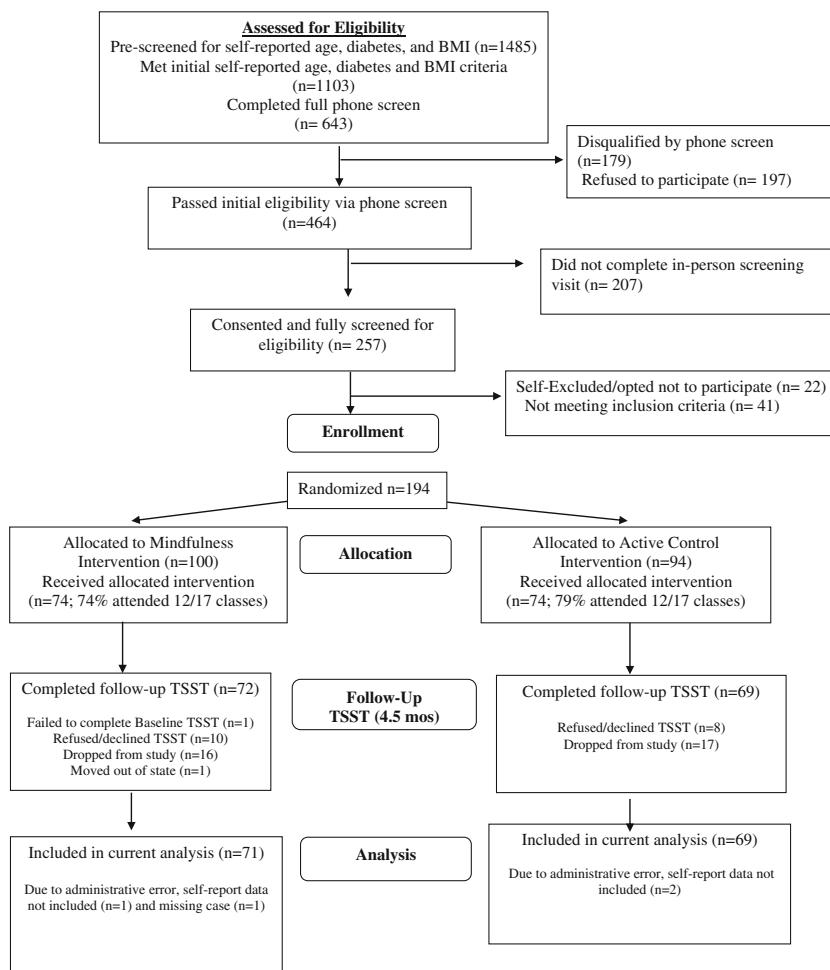 Assessed for Eligibility
Pre-screened for self-reported age, diabetes, and BMI (n=1485)
Met initial self-reported age, diabetes and BMI criteria
(n=1103)
Completed full phone screen
(n= 643)
Disqualified by phone screen
(n=179)
Refused to participate (n= 197)
Passed initial eligibility via phone screen
(n=464)
Did not complete in-person screening
visit (n= 207)
Consented and fully screened for
eligibility (n= 257)
Self-Excluded/opted not to participate (n= 22)
Not meeting inclusion criteria (n= 41)
Enrollment
Randomized n=194
Allocated to Mindfulness
Intervention (n=100)
Received allocated intervention
(n=74; 74% attended 12/17 classes)
Allocation
Allocated to Active Control
Intervention (n=94)
Received allocated intervention
(n=74; 79% attended 12/17 classes)
Completed follow-up TSST (n=72)
Failed to complete Baseline TSST (n=1)
Refused/declined TSST (n=10)
Dropped from study (n=16)
Moved out of state (n=1)
Follow-Up
TSST (4.5 mos)
Completed follow-up TSST (n=69)
Refused/declined TSST (n=8)
Dropped from study (n=17)
Included in current analysis (n=71)
Due to administrative error, self-report data
not included (n=1) and missing case (n=1)
Analysis
Included in current analysis (n=69)
Due to administrative error, self-report data not
included (n=2)